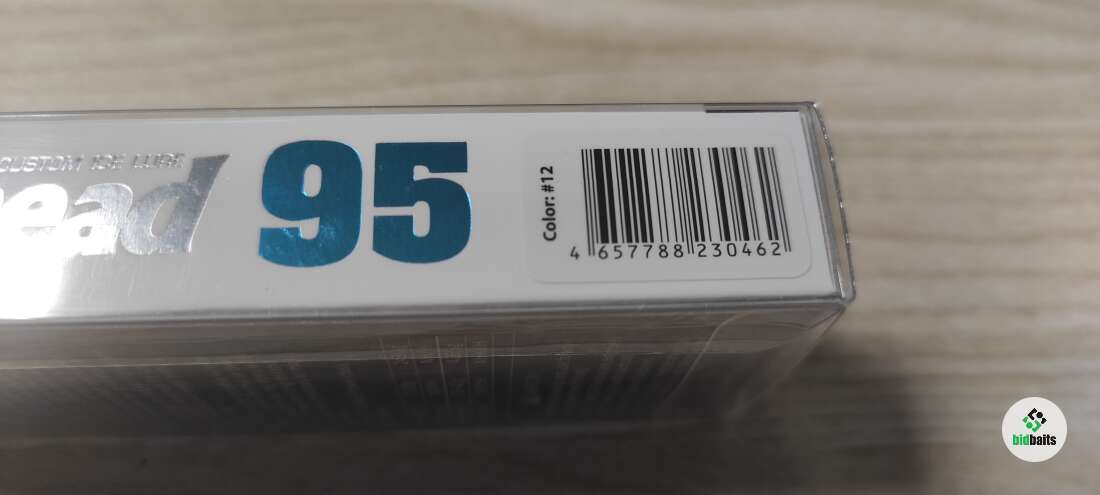 CUSTOM ICE LURE
ead
95
Color: #12
4 657788 230462
bidbaits